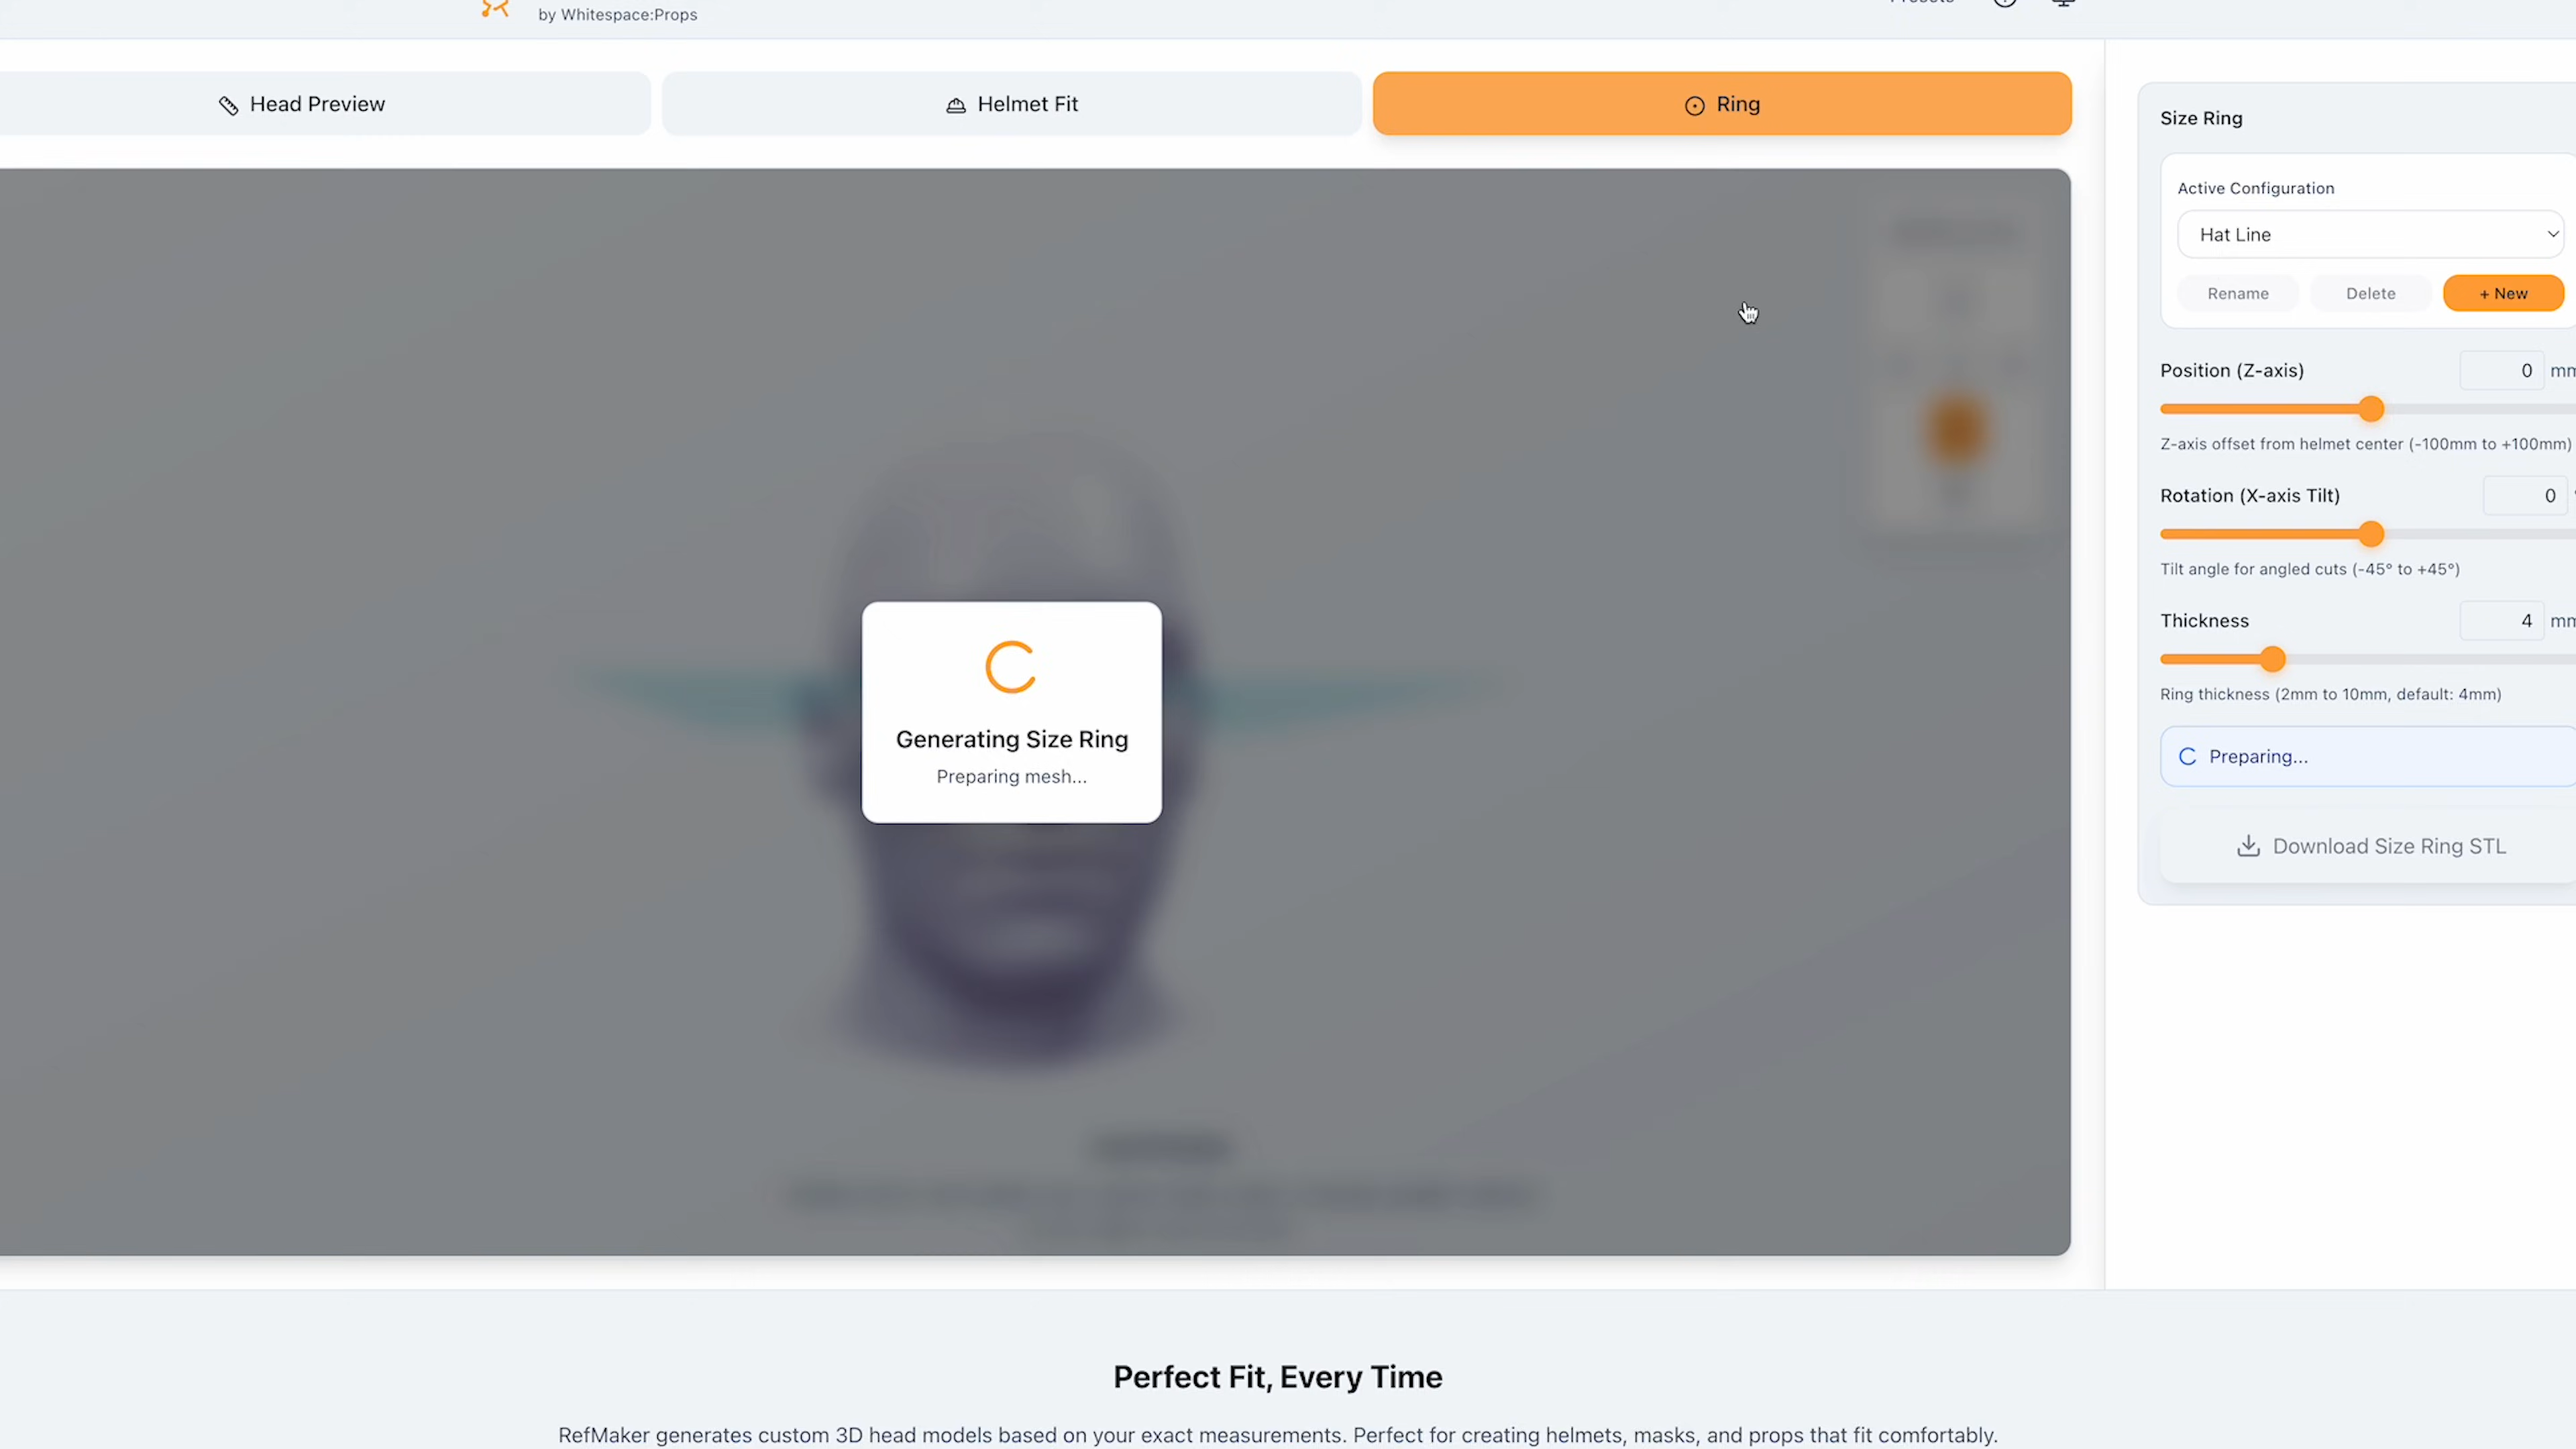 by Whitespace:Props
Presets
Head Preview
Helmet Fit
Ring
Size Ring
Active Configuration
Hat Line
Rename
Delete
+ New
Position (Z-axis)
0
mm
Z-axis offset from helmet center (-100mm to +100mm)
Rotation (X-axis Tilt)
0
Tilt angle for angled cuts (-45° to +45°)
Thickness
4
mm
Ring thickness (2mm to 10mm, default: 4mm)
Preparing...
Download Size Ring STL
Generating Size Ring
Preparing mesh...
Perfect Fit, Every Time
RefMaker generates custom 3D head models based on your exact measurements. Perfect for creating helmets, masks, and props that fit comfortably.